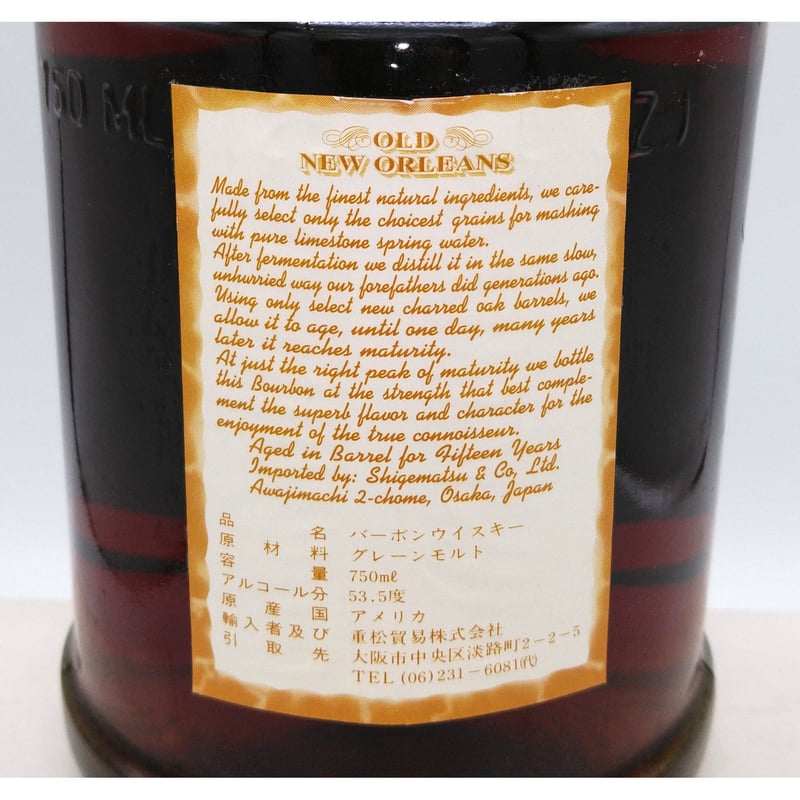 750 ML
Z.)
OLD
NEW ORLEANS
Made from the finest natural ingredients, we care-
fully select only the choicest grains for mashing
with pure limestone spring water.
After fermentation we distill it in the same slow,
unhurried way our forefathers did generations ago.
Using only select new charred oak barrels, we
allow it to age, until one day, many years
later it reaches maturity.
At just the right peak of maturity we bottle
this Bourbon at the strength that best comple-
ment the superb flavor and character for the
enjoyment of the true connoisseur.
Aged in Barrel for Fifteen Years
Imported by: Shigematsu & Co, Ltd.
Awajimachi 2-chome, Osaka, Japan
品名 バーボンウイスキー
原材料 グレーンモルト
容量 750mℓ
アルコール分 53.5度
原産国 アメリカ
輸入者及び 重松貿易株式会社
引取先 大阪市中央区淡路町2-2-5
TEL (06)231-6081㈹